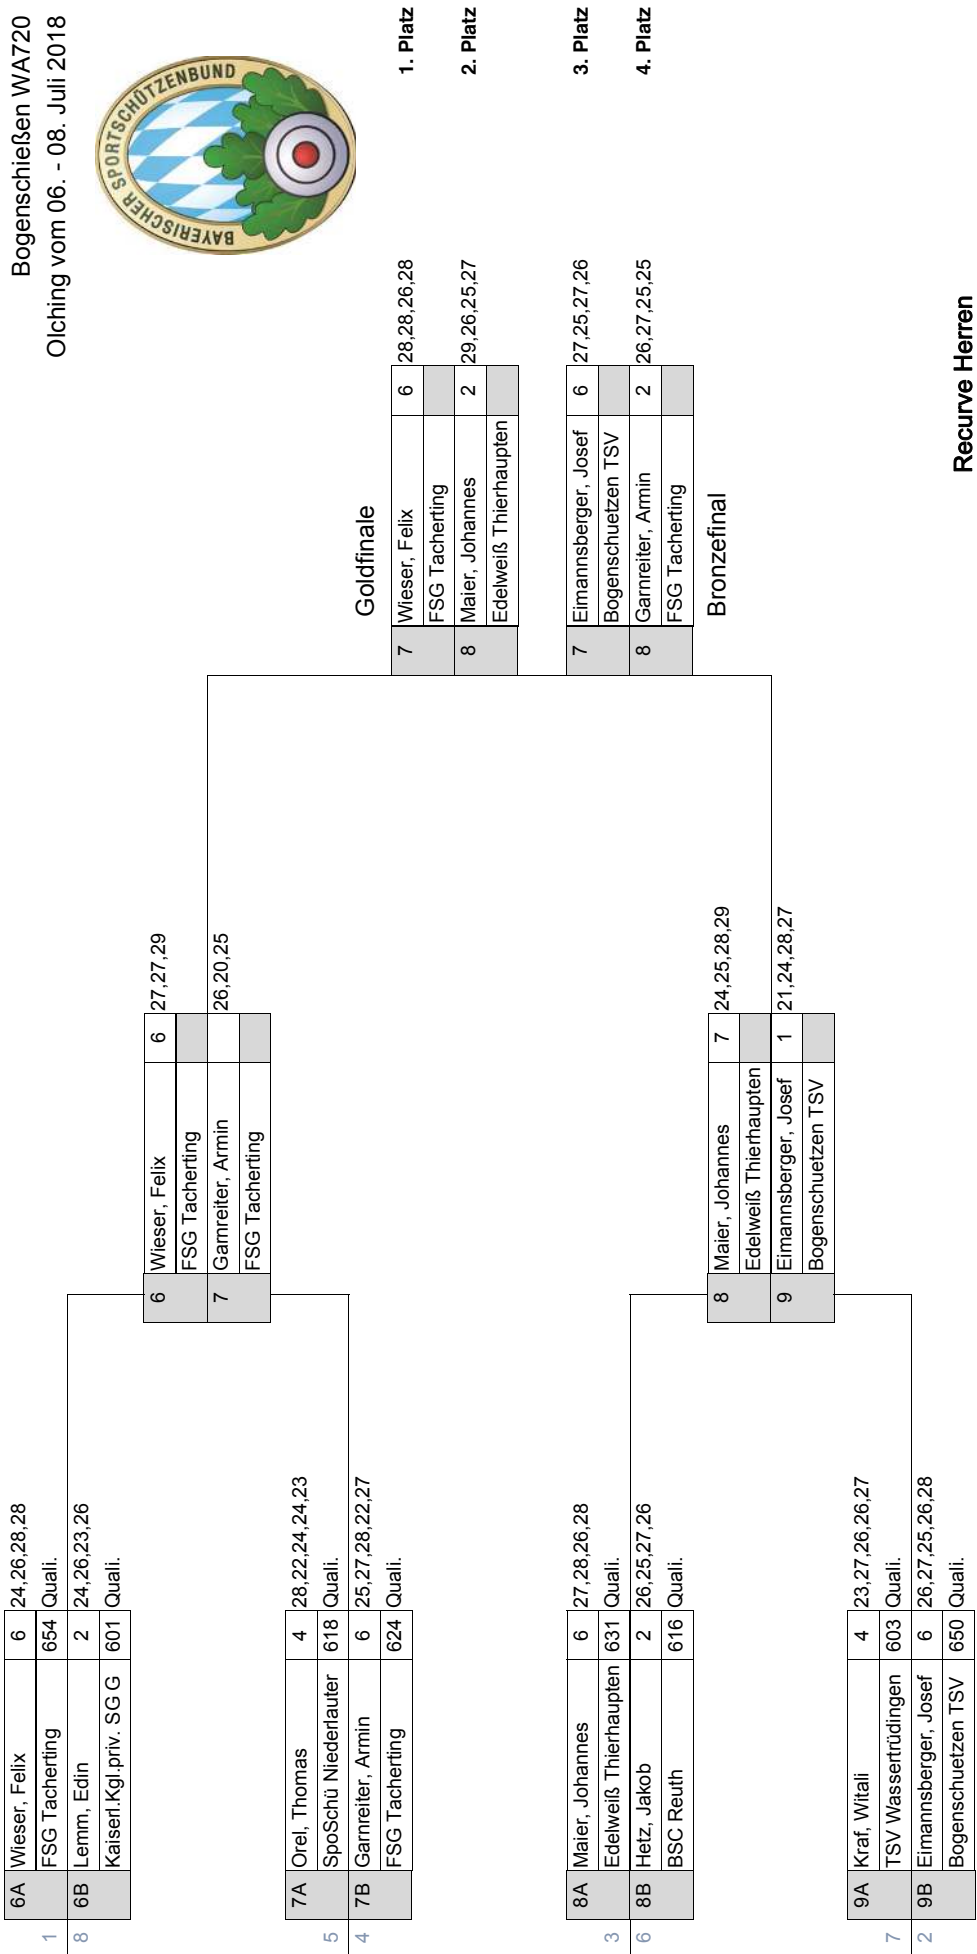 Bogenschießen WA720
Olching vom 06. - 08. Juli 2018
BAYERISCHER SPORTSCHÜTZENBUND
1 6A Wieser, Felix 6 24,26,28,28
FSG Tacherting 654 Quali.
8 6B Lemm, Edin 2 24,26,23,26
Kaiserl.Kgl.priv. SG G 601 Quali.
7A Orel, Thomas 4 28,22,24,24,23
5 SpoSchü Niederlauter 618 Quali.
4 7B Garnreiter, Armin 6 25,27,28,22,27
FSG Tacherting 624 Quali.
8A Maier, Johannes 6 27,28,26,28
3 Edelweiß Thierhaupten 631 Quali.
6 8B Hetz, Jakob 2 26,25,27,26
BSC Reuth 616 Quali.
9A Kraf, Witali 4 23,27,26,26,27
7 TSV Wassertrüdingen 603 Quali.
2 9B Eimannsberger, Josef 6 26,27,25,26,28
Bogenschuetzen TSV 650 Quali.
6 Wieser, Felix 6 27,27,29
FSG Tacherting
7 Garnreiter, Armin 26,20,25
FSG Tacherting
8 Maier, Johannes 7 24,25,28,29
Edelweiß Thierhaupten
9 Eimannsberger, Josef 1 21,24,28,27
Bogenschuetzen TSV
Goldfinale
7 Wieser, Felix 6 28,28,26,28 1. Platz
FSG Tacherting
8 Maier, Johannes 2 29,26,25,27 2. Platz
Edelweiß Thierhaupten
7 Eimannsberger, Josef 6 27,25,27,26 3. Platz
Bogenschuetzen TSV
8 Garnreiter, Armin 2 26,27,25,25 4. Platz
FSG Tacherting
Bronzefinal
Recurve Herren